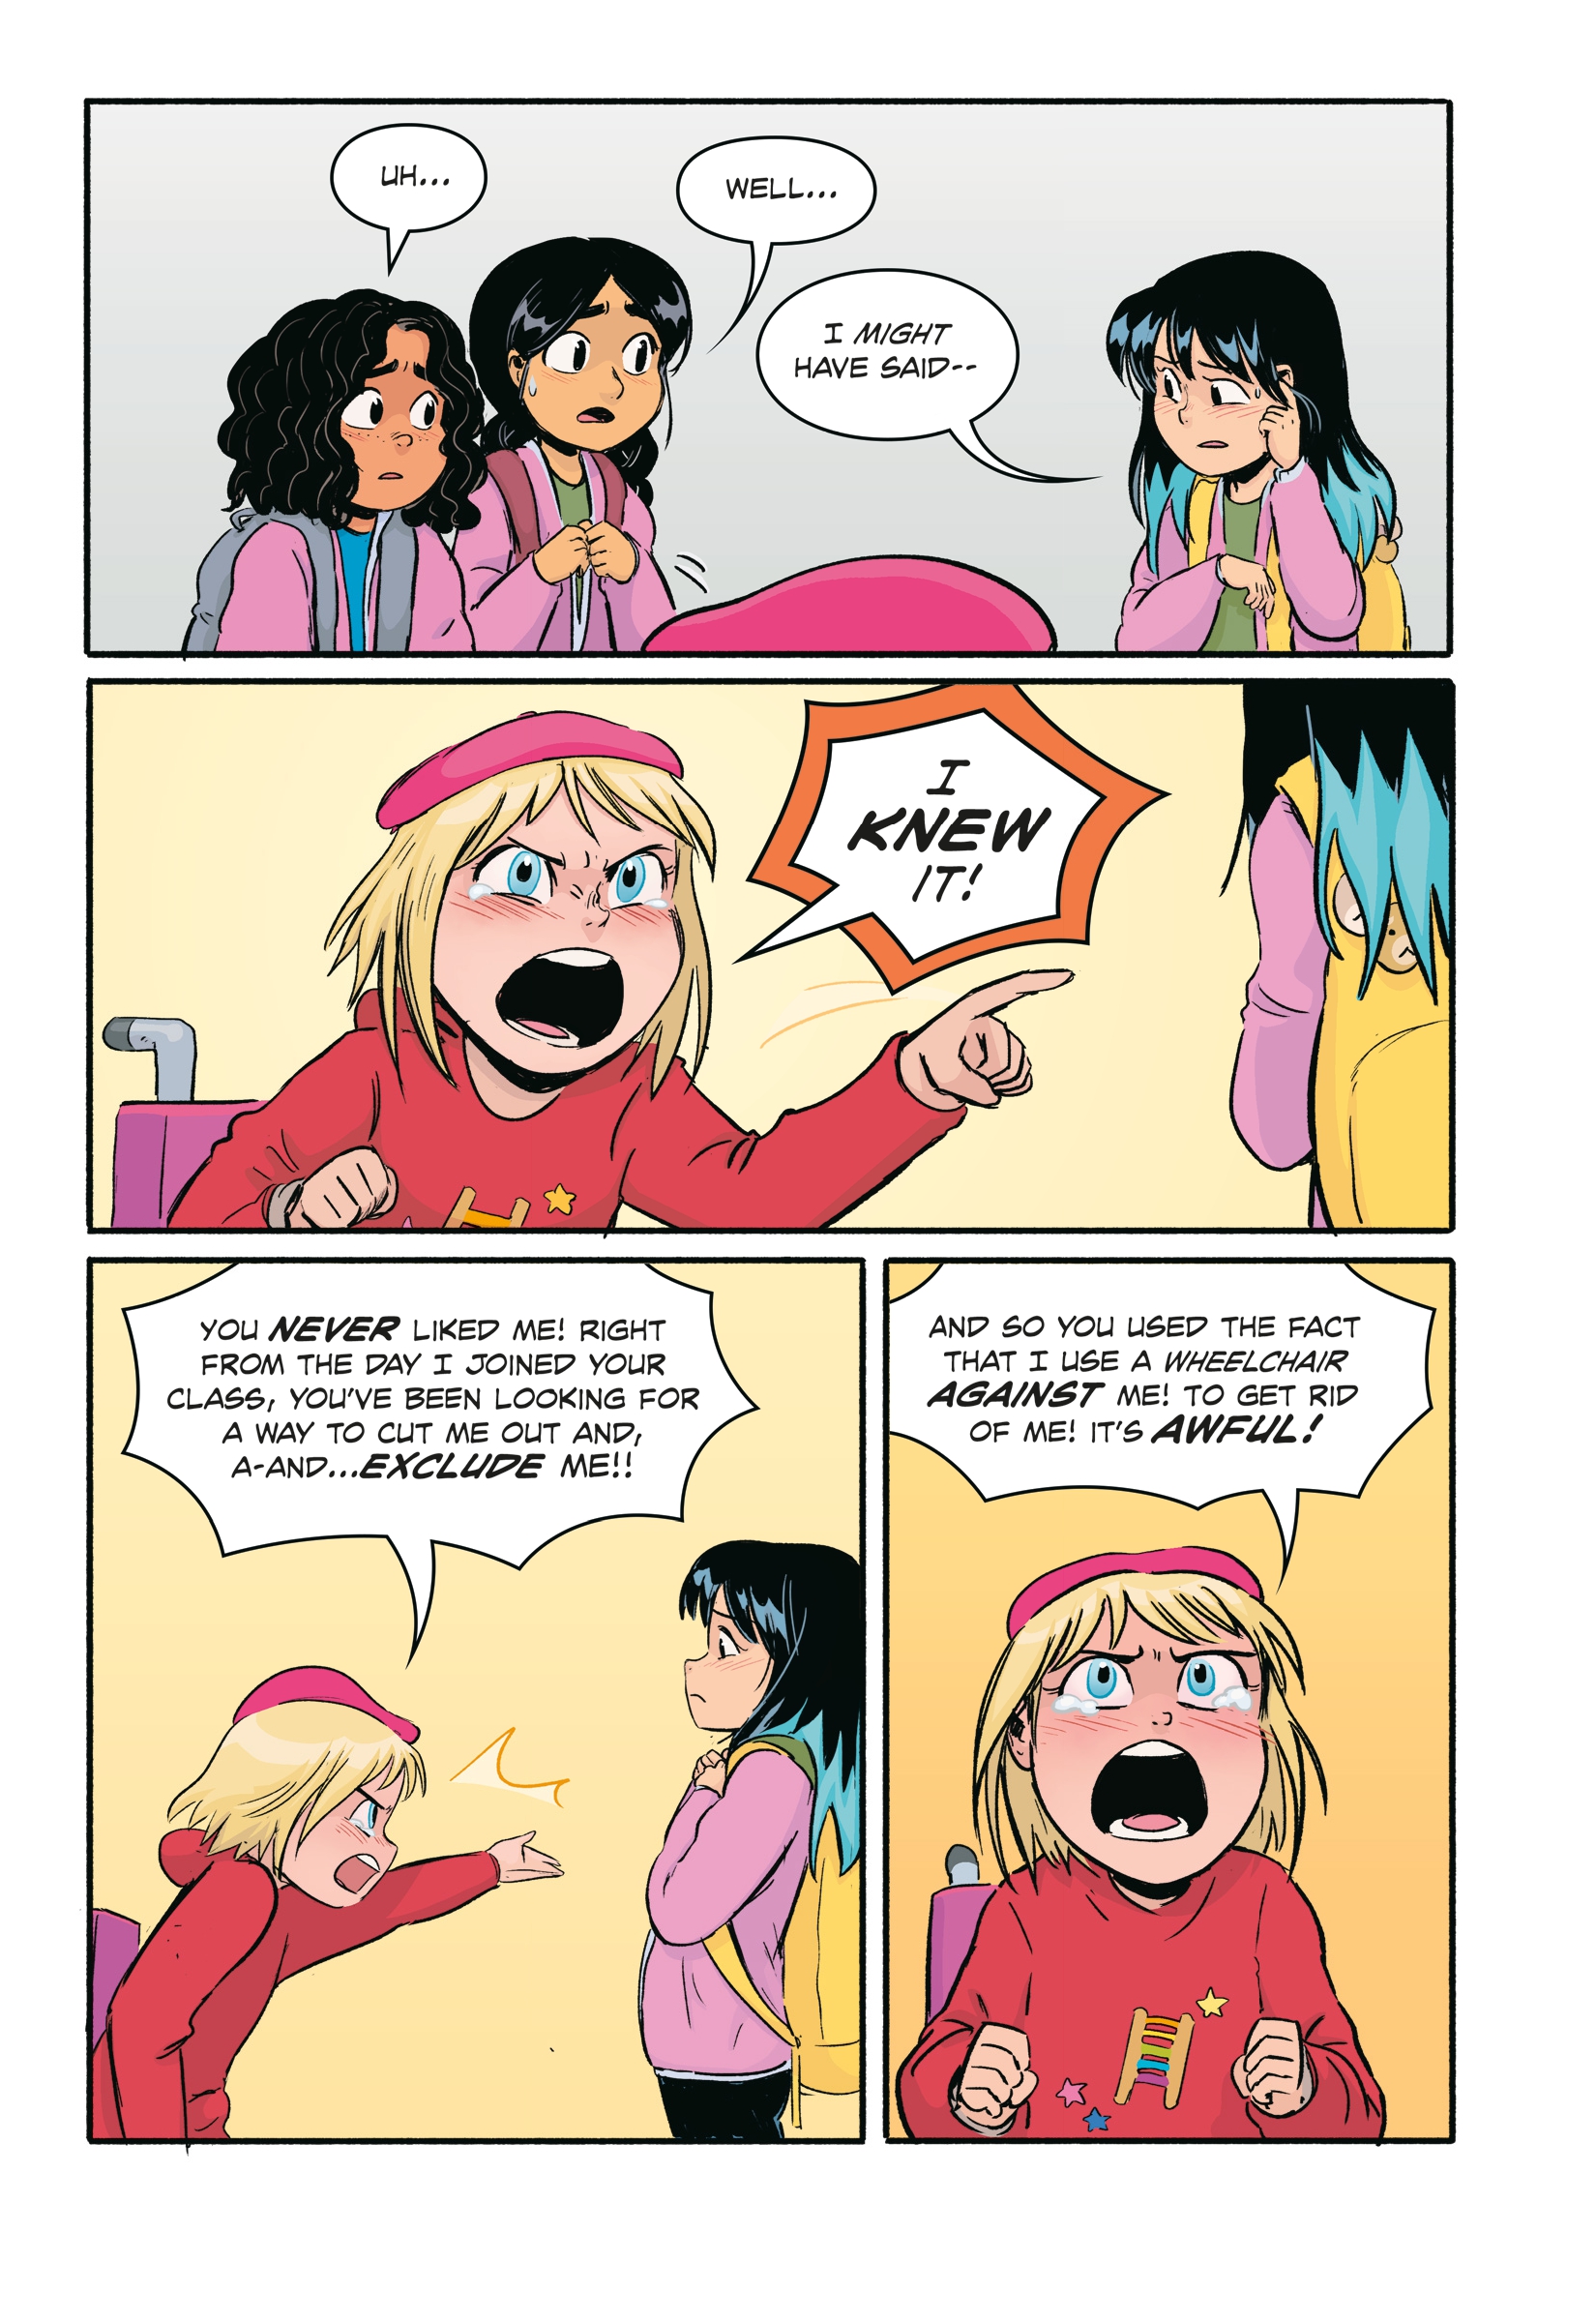 UH...
WELL...
I MIGHT
HAVE SAID--
I
KNEW
IT!
YOU NEVER LIKED ME! RIGHT
FROM THE DAY I JOINED YOUR
CLASS, YOU'VE BEEN LOOKING FOR
A WAY TO CUT ME OUT AND,
A-AND...EXCLUDE ME!!
AND SO YOU USED THE FACT
THAT I USE A WHEELCHAIR
AGAINST ME! TO GET RID
OF ME! IT'S AWFUL!